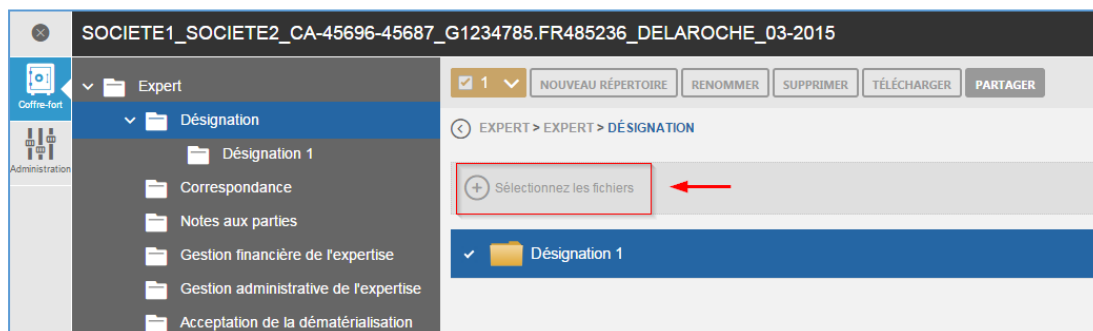 SOCIETE1_SOCIETE2_CA-45696-45687_G1234785.FR485236_DELAROCHE_03-2015
Coffre-fort
Administration
Expert
Désignation
Désignation 1
Correspondance
Notes aux parties
Gestion financière de l'expertise
Gestion administrative de l'expertise
Acceptation de la dématérialisation
1 NOUVEAU RÉPERTOIRE RENOMMER SUPPRIMER TÉLÉCHARGER PARTAGER
EXPERT > EXPERT > DÉSIGNATION
Sélectionnez les fichiers
Désignation 1